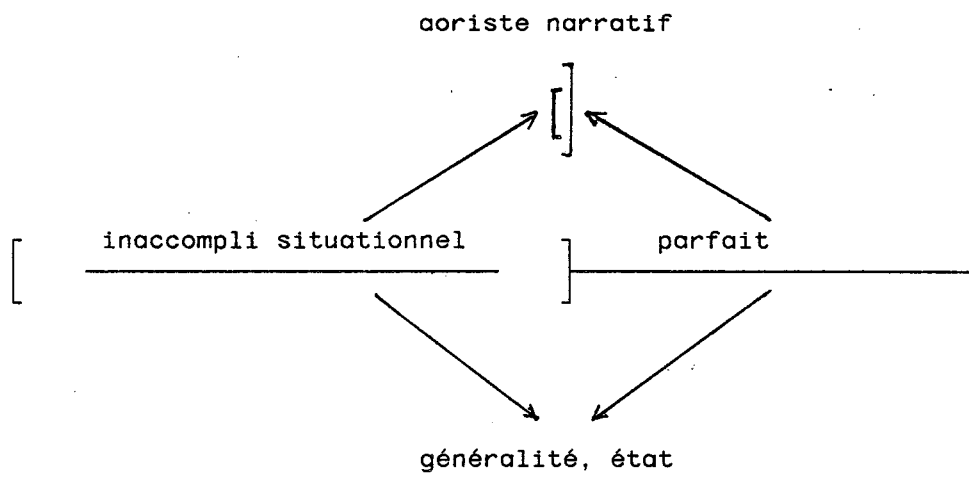 aoriste narratif
inaccompli situationnel parfait
généralité, état